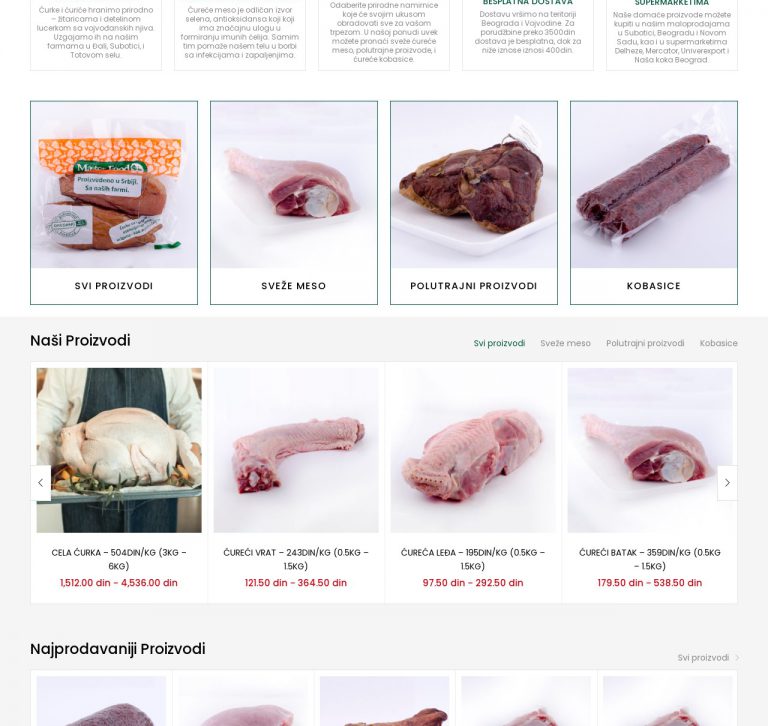 Ćurke i ćuriće hranimo prirodno
– žitaricama i detelinom
lucerkom sa vojvođanskih njiva.
Uzgajamo ih na našim
farmama u Đali, Subotici, i
Totovom selu.
Ćureće meso je odličan izvor
selena, antioksidansa koji koji
ima značajnu ulogu u
formiranju imunih ćelija. Samim
tim pomaže našem telu u borbi
sa infekcijama i zapaljenjima.
Odaberite prirodne namirnice
koje će svojim ukusom
obradovati sve za vašom
trpezom. U našoj ponudi uvek
možete pronaći sveže ćureće
meso, polutrajne proizvode, i
ćureće kobasice.
BESPLATNA DOSTAVA
Dostavu vršimo na teritoriji
Beograda i Vojvodine. Za
porudžbine preko 3500din
dostava je besplatna, dok za
niže iznose iznosi 400din.
SUPERMARKETIMA
Naše domaće proizvode možete
kupiti u našim maloprodajama
u Subotici, Beogradu i Novom
Sadu, kao i u supermarketima
Delheze, Mercator, Univerexport i
Naša koka Beograd.
Proizvedeno u Srbiji.
Sa naših farmi.
SVI PROIZVODI
SVEŽE MESO
POLUTRAJNI PROIZVODI
KOBASICE
Naši Proizvodi
Svi proizvodi
Sveže meso
Polutrajni proizvodi
Kobasice
CELA ĆURKA – 504DIN/KG (3KG –
6KG)
1,512.00 din – 4,536.00 din
ĆUREĆI VRAT – 243DIN/KG (0.5KG –
1.5KG)
121.50 din – 364.50 din
ĆUREĆA LEĐA – 195DIN/KG (0.5KG –
1.5KG)
97.50 din – 292.50 din
ĆUREĆI BATAK – 359DIN/KG (0.5KG
– 1.5KG)
179.50 din – 538.50 din
Najprodavaniji Proizvodi
Svi proizvodi